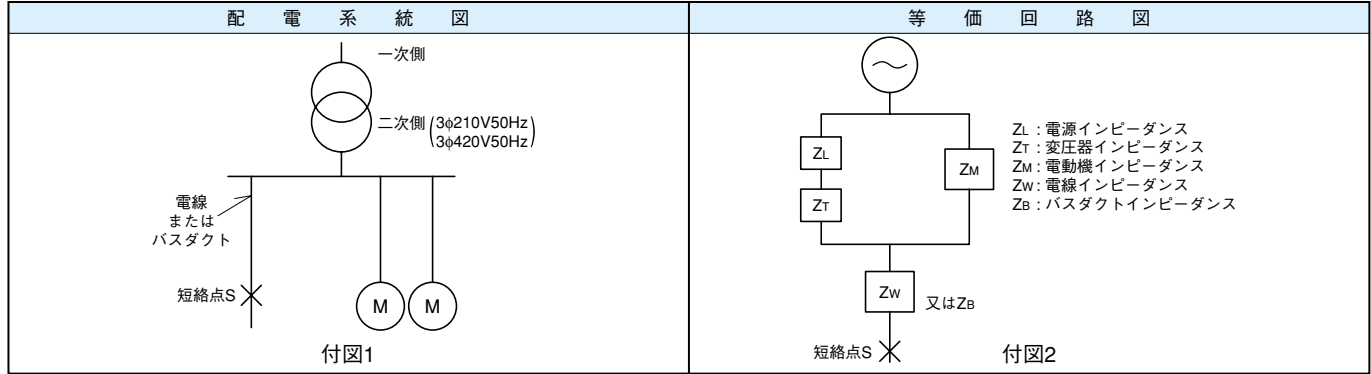 配電系統図
一次側
二次側(3φ210V50Hz
3φ420V50Hz)
電線
または
バスダクト
短絡点S
M
M
付図1
等価回路図
ZL
ZT
ZM
ZL:電源インピーダンス
ZT:変圧器インピーダンス
ZM:電動機インピーダンス
ZW:電線インピーダンス
ZB:バスダクトインピーダンス
ZW 又はZB
短絡点S
付図2